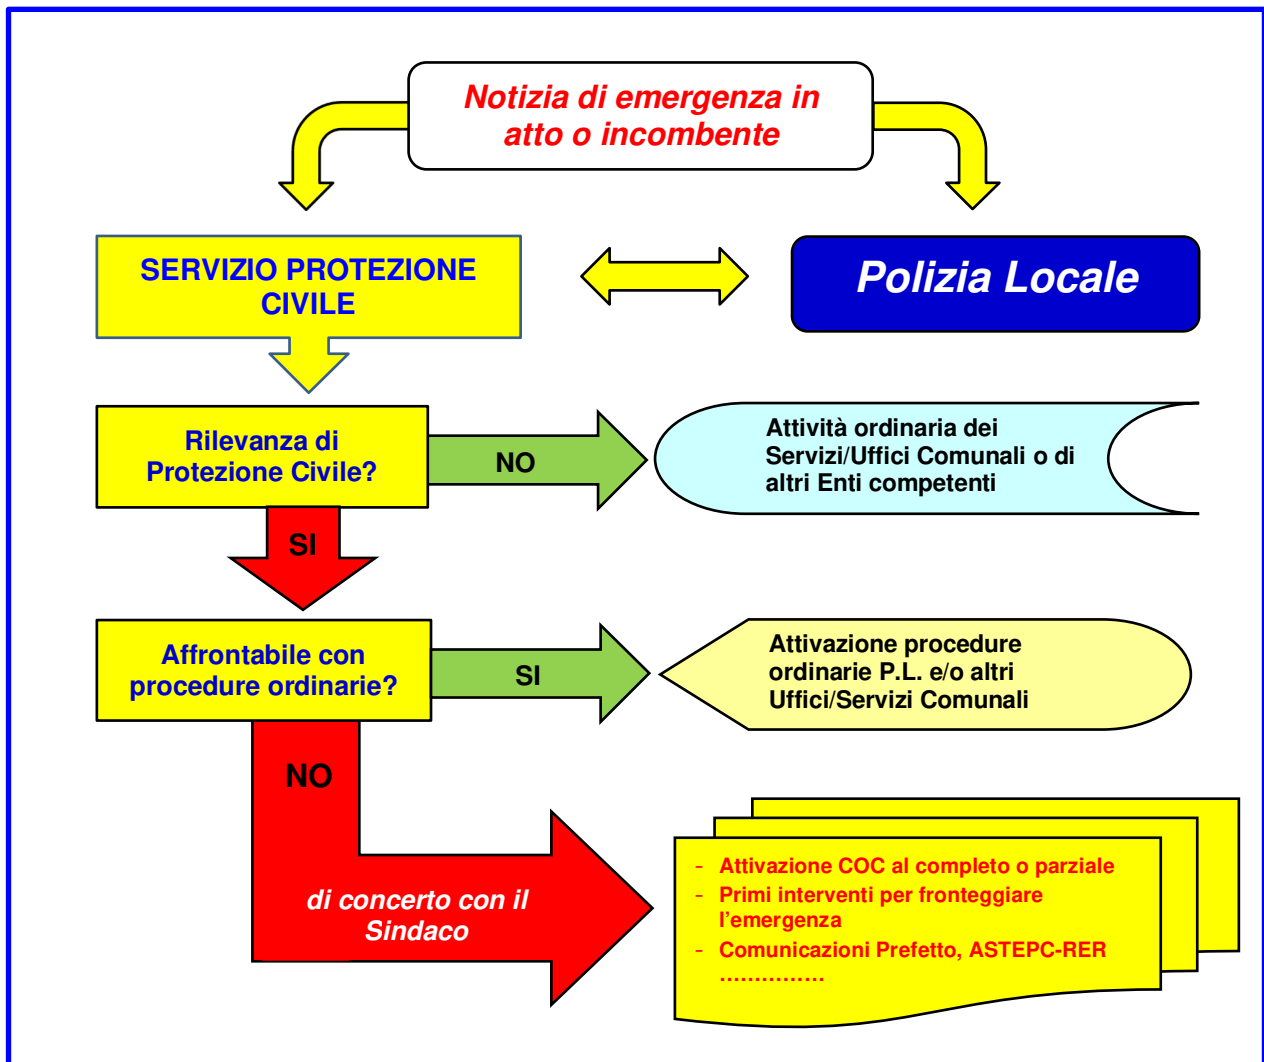 Notizia di emergenza in
atto o incombente
SERVIZIO PROTEZIONE
CIVILE
Polizia Locale
Rilevanza di
Protezione Civile?
NO
Attività ordinaria dei
Servizi/Uffici Comunali o di
altri Enti competenti
SI
Affrontabile con
procedure ordinarie?
SI
Attivazione procedure
ordinarie P.L. e/o altri
Uffici/Servizi Comunali
NO
di concerto con il
Sindaco
- Attivazione COC al completo o parziale
- Primi interventi per fronteggiare
l’emergenza
- Comunicazioni Prefetto, ASTEPC-RER
……………